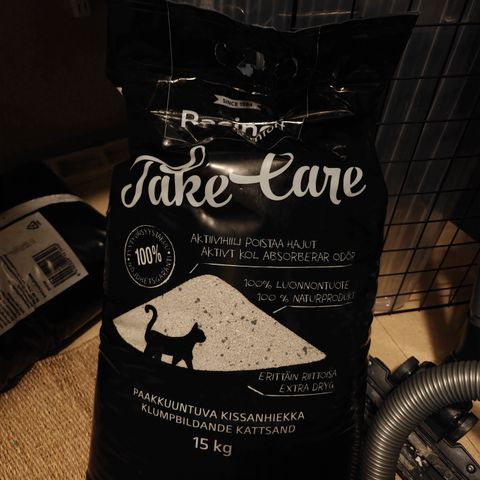 SINCE 1984
Take Care
AKTIIVIHIILI POISTAA HAJUT
AKTIVT KOL ABSORBERAR ODÖR
100%
100% LUONNONTUOTE
100 % NATURPRODUKT
ERITTÄIN RIITTOISA
EXTRA DRYG
PAAKKUUNTUVA KISSANHIEKKA
KLUMPBILDANDE KATTSAND
15 kg